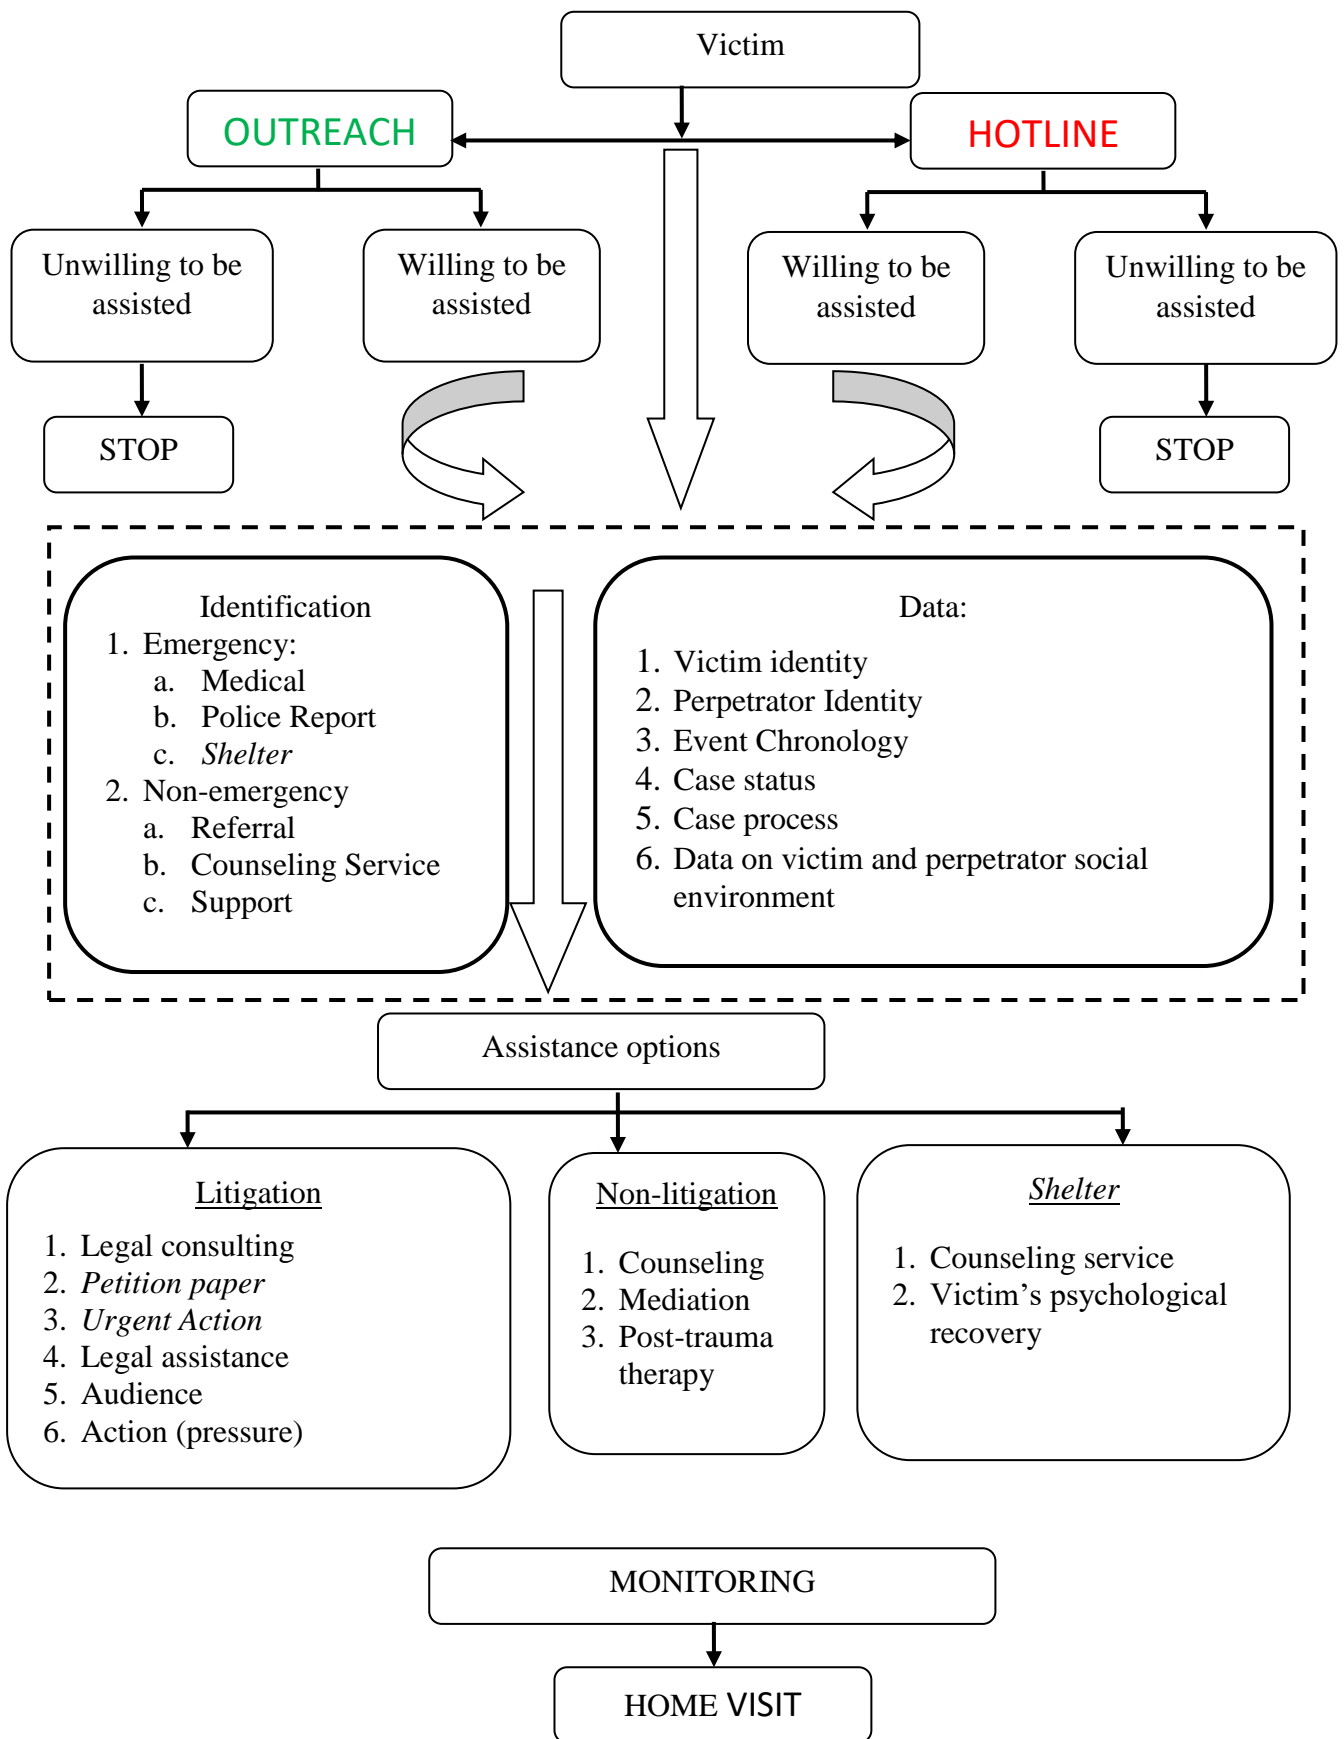 Victim
OUTREACH
HOTLINE
Unwilling to be
assisted
Willing to be
assisted
Willing to be
assisted
Unwilling to be
assisted
STOP
STOP
Identification
1. Emergency:
a. Medical
b. Police Report
c. Shelter
2. Non-emergency
a. Referral
b. Counseling Service
c. Support
Data:
1. Victim identity
2. Perpetrator Identity
3. Event Chronology
4. Case status
5. Case process
6. Data on victim and perpetrator social
environment
Assistance options
Litigation
1. Legal consulting
2. Petition paper
3. Urgent Action
4. Legal assistance
5. Audience
6. Action (pressure)
Non-litigation
1. Counseling
2. Mediation
3. Post-trauma
therapy
Shelter
1. Counseling service
2. Victim’s psychological
recovery
MONITORING
HOME VISIT